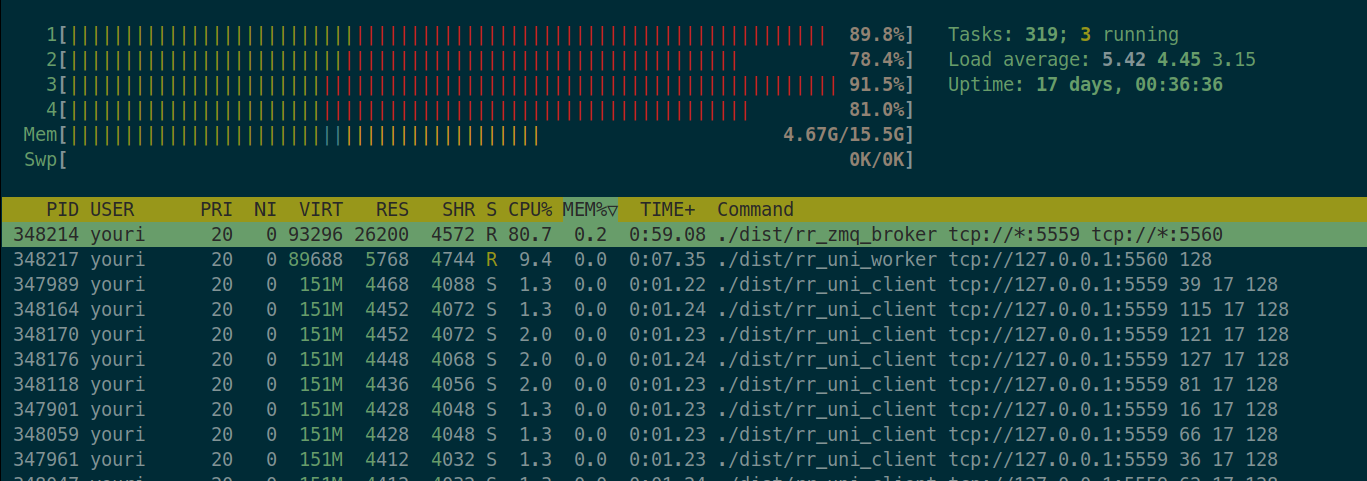 1[ 89.8%] Tasks: 319; 3 running
2[ 78.4%] Load average: 5.42 4.45 3.15
3[ 91.5%] Uptime: 17 days, 00:36:36
4[ 81.0%]
Mem[ 4.67G/15.5G]
Swp[ 0K/0K]
PID USER PRI NI VIRT RES SHR S CPU% MEM%▽ TIME+ Command
348214 youri 20 0 93296 26200 4572 R 80.7 0.2 0:59.08 ./dist/rr_zmq_broker tcp://*:5559 tcp://*:5560
348217 youri 20 0 89688 5768 4744 R 9.4 0.0 0:07.35 ./dist/rr_uni_worker tcp://127.0.0.1:5560 128
347989 youri 20 0 151M 4468 4088 S 1.3 0.0 0:01.22 ./dist/rr_uni_client tcp://127.0.0.1:5559 39 17 128
348164 youri 20 0 151M 4452 4072 S 1.3 0.0 0:01.24 ./dist/rr_uni_client tcp://127.0.0.1:5559 115 17 128
348170 youri 20 0 151M 4452 4072 S 2.0 0.0 0:01.23 ./dist/rr_uni_client tcp://127.0.0.1:5559 121 17 128
348176 youri 20 0 151M 4448 4068 S 2.0 0.0 0:01.24 ./dist/rr_uni_client tcp://127.0.0.1:5559 127 17 128
348118 youri 20 0 151M 4436 4056 S 2.0 0.0 0:01.23 ./dist/rr_uni_client tcp://127.0.0.1:5559 81 17 128
347901 youri 20 0 151M 4428 4048 S 1.3 0.0 0:01.23 ./dist/rr_uni_client tcp://127.0.0.1:5559 16 17 128
348059 youri 20 0 151M 4428 4048 S 1.3 0.0 0:01.23 ./dist/rr_uni_client tcp://127.0.0.1:5559 66 17 128
347961 youri 20 0 151M 4412 4032 S 1.3 0.0 0:01.23 ./dist/rr_uni_client tcp://127.0.0.1:5559 36 17 128